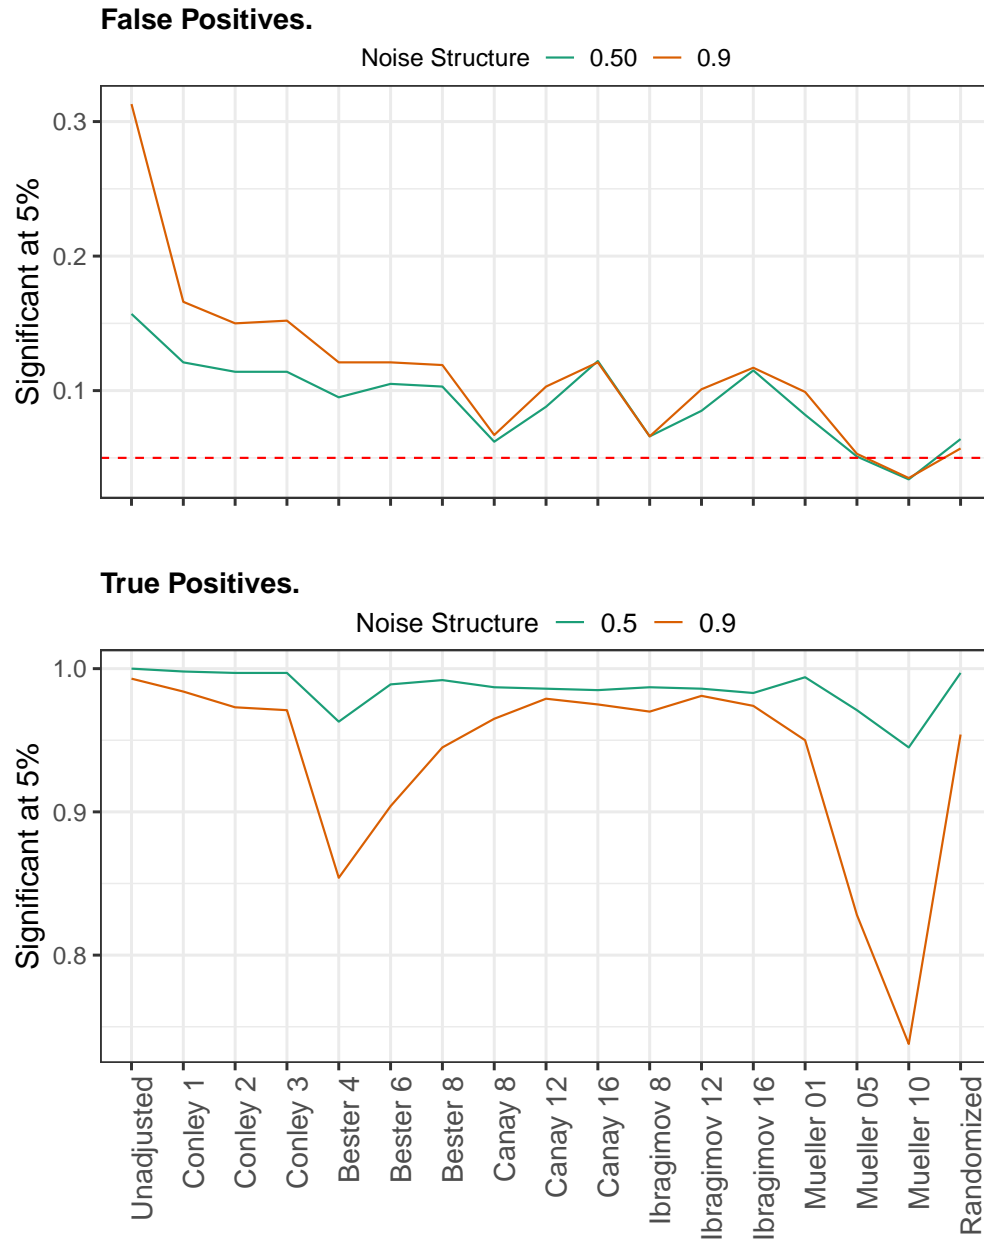 False Positives.
Noise Structure 0.50 0.9
Significant at 5%
0.3
0.2
0.1
True Positives.
Noise Structure 0.5 0.9
Significant at 5%
1.0
0.9
0.8
Unadjusted
Conley 1
Conley 2
Conley 3
Bester 4
Bester 6
Bester 8
Canay 8
Canay 12
Canay 16
Ibragimov 8
Ibragimov 12
Ibragimov 16
Mueller 01
Mueller 05
Mueller 10
Randomized